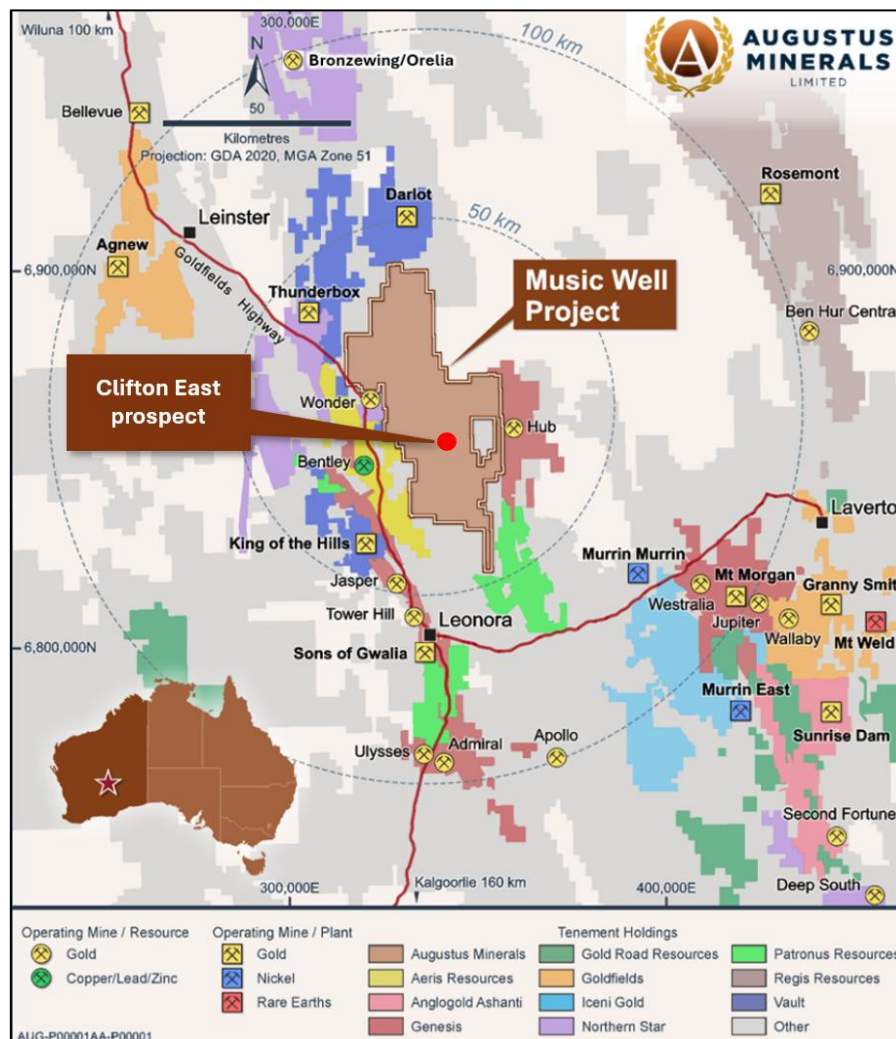 Wiluna 100 km
300,000E
100 km
AUGUSTUS
MINERALS
LIMITED
N
Bronzewing/Orelia
Bellevue
50
Kilometres
Projection: GDA 2020, MGA Zone 51
Rosemont
Darlot
Leinster
50 km
Agnew
6,900,000N
6,900,000N
Goldfields Highway
Thunderbox
Music Well
Project
Ben Hur Centra
Clifton East
prospect
Wonder
Hub
Bentley
Laverto
King of the Hills
Murrin Murrin
Jasper
Mt Morgan
Granny Smit
Westralia
Tower Hill
Leonora
Jupiter
Wallaby
Mt Weld
6,800,000N
Sons of Gwalia
Murrin East
Sunrise Dam
Ulysses
Admiral
Apollo
Second Fortune
300,000E
Kalgoorlie 160 km
400,000E
Deep South
Operating Mine / Resource
Gold
Copper/Lead/Zinc
Operating Mine / Plant
Gold
Nickel
Rare Earths
Tenement Holdings
Augustus Minerals
Aeris Resources
Anglogold Ashanti
Genesis
Gold Road Resources
Goldfields
Iceni Gold
Northern Star
Patronus Resources
Regis Resources
Vault
Other
AUG-P00001AA-P00001